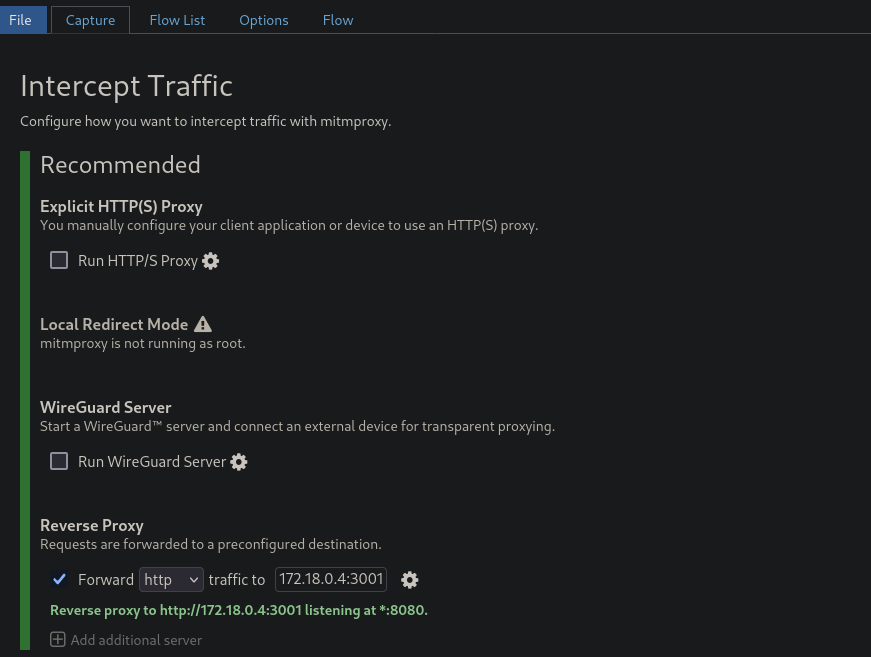 File Capture Flow List Options Flow
Intercept Traffic
Configure how you want to intercept traffic with mitmproxy.
Recommended
Explicit HTTP(S) Proxy
You manually configure your client application or device to use an HTTP(S) proxy.
Run HTTP/S Proxy
Local Redirect Mode
mitmproxy is not running as root.
WireGuard Server
Start a WireGuard™ server and connect an external device for transparent proxying.
Run WireGuard Server
Reverse Proxy
Requests are forwarded to a preconfigured destination.
Forward http traffic to 172.18.0.4:3001
Reverse proxy to http://172.18.0.4:3001 listening at *:8080.
Add additional server